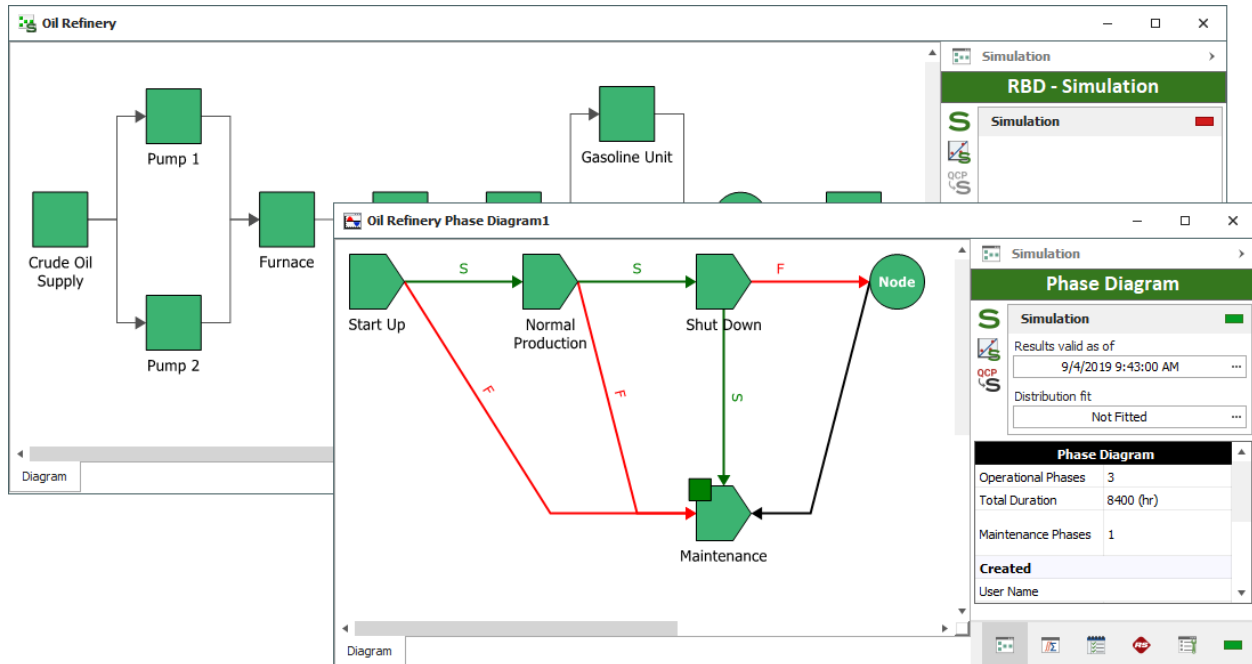 Oil Refinery
Simulation
RBD - Simulation
S
Simulation
S
QCP
S
Pump 1
Gasoline Unit
Crude Oil
Supply
Furnace
Pump 2
Diagram
Oil Refinery Phase Diagram1
Simulation
Phase Diagram
S
Simulation
S
QCP
S
Results valid as of
9/4/2019 9:43:00 AM
...
Distribution fit
Not Fitted
...
S
S
F
Node
Start Up
Normal
Production
Shut Down
F
F
S
Maintenance
Phase Diagram
Operational Phases 3
Total Duration 8400 (hr)
Maintenance Phases 1
Created
User Name
Diagram
RS